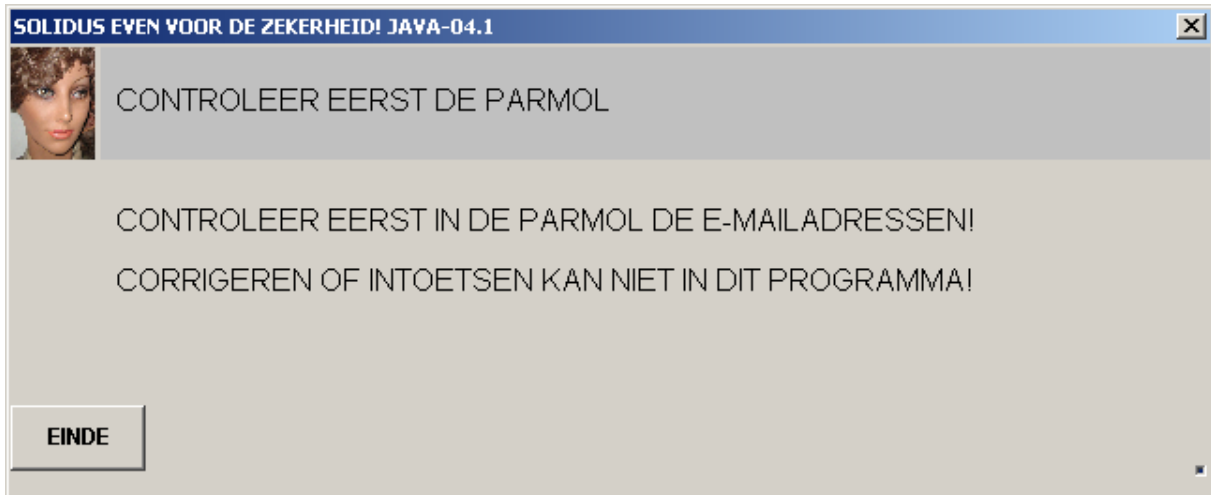 SOLIDUS EVEN VOOR DE ZEKERHEID! JAVA-04.1
CONTROLEER EERST DE PARMOL
CONTROLEER EERST IN DE PARMOL DE E-MAILADRESSEN!
CORRIGEREN OF INTOETSEN KAN NIET IN DIT PROGRAMMA!
EINDE